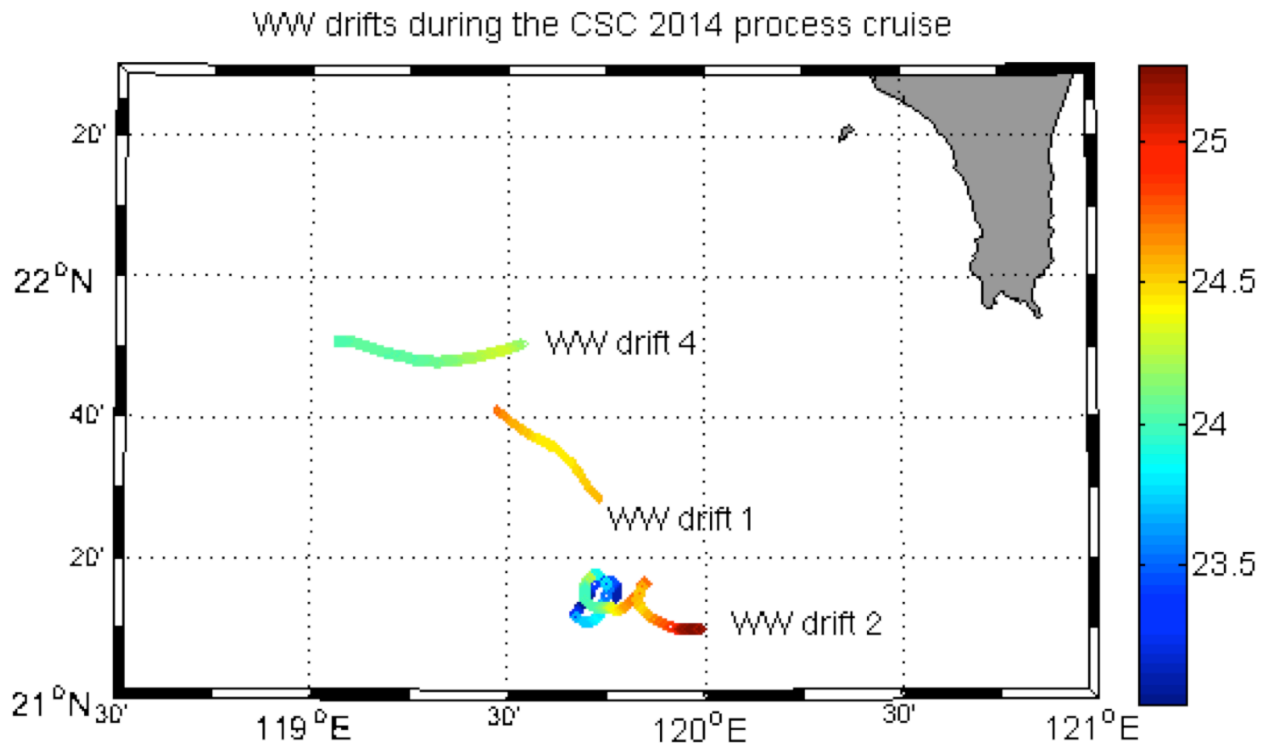 WW drifts during the CSC 2014 process cruise
20'
22°N
40'
20'
21°N
30'
119°E
30'
120°E
30'
121°E
WW drift 4
WW drift 1
WW drift 2
25
24.5
24
23.5